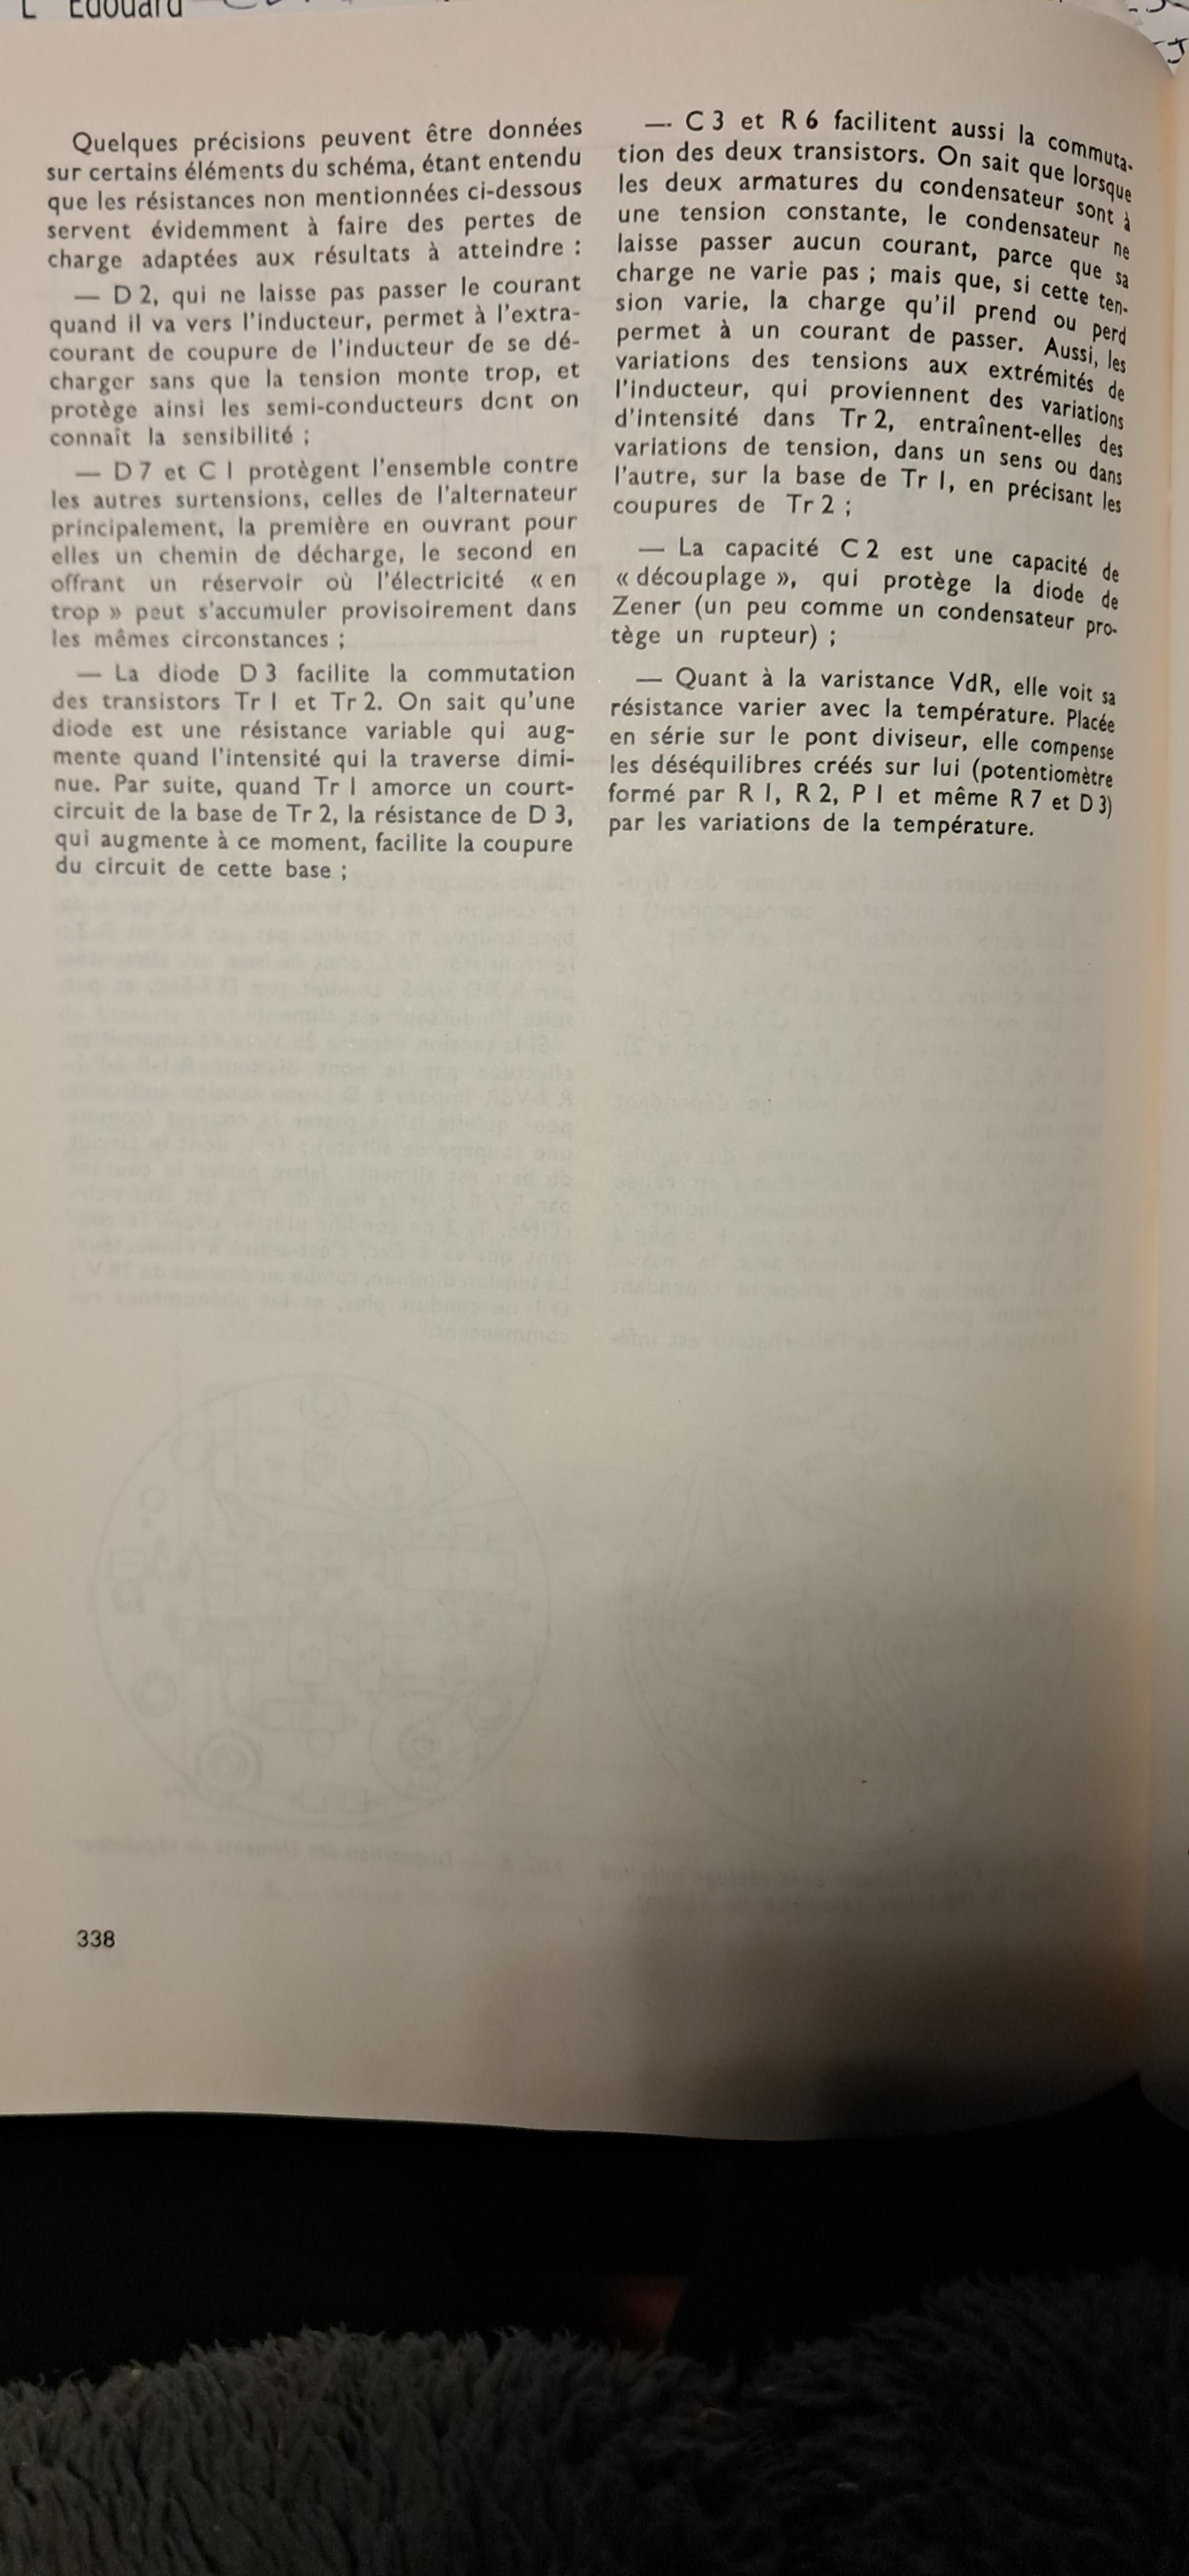 Edouard
Quelques précisions peuvent être données
sur certains éléments du schéma, étant entendu
que les résistances non mentionnées ci-dessous
servent évidemment à faire des pertes de
charge adaptées aux résultats à atteindre :
— D 2, qui ne laisse pas passer le courant
quand il va vers l'inducteur, permet à l'extra-
courant de coupure de l'inducteur de se dé-
charger sans que la tension monte trop, et
protège ainsi les semi-conducteurs dont on
connaît la sensibilité ;
— D 7 et C 1 protègent l'ensemble contre
les autres surtensions, celles de l'alternateur
principalement, la première en ouvrant pour
elles un chemin de décharge, le second en
offrant un réservoir où l'électricité « en
trop » peut s'accumuler provisoirement dans
les mêmes circonstances ;
— La diode D 3 facilite la commutation
des transistors Tr 1 et Tr 2. On sait qu'une
diode est une résistance variable qui aug-
mente quand l'intensité qui la traverse dimi-
nue. Par suite, quand Tr 1 amorce un court-
circuit de la base de Tr 2, la résistance de D 3,
qui augmente à ce moment, facilite la coupure
du circuit de cette base ;
— C 3 et R 6 facilitent aussi la commuta-
tion des deux transistors. On sait que lorsque
les deux armatures du condensateur sont à
une tension constante, le condensateur ne
laisse passer aucun courant, parce que sa
charge ne varie pas ; mais que, si cette ten-
sion varie, la charge qu'il prend ou perd
permet à un courant de passer. Aussi, les
variations des tensions aux extrémités de
l'inducteur, qui proviennent des variations
d'intensité dans Tr 2, entraînent-elles des
variations de tension, dans un sens ou dans
l'autre, sur la base de Tr 1, en précisant les
coupures de Tr 2 ;
— La capacité C 2 est une capacité de
« découplage », qui protège la diode de
Zener (un peu comme un condensateur pro-
tège un rupteur) ;
— Quant à la varistance VdR, elle voit sa
résistance varier avec la température. Placée
en série sur le pont diviseur, elle compense
les déséquilibres créés sur lui (potentiomètre
formé par R 1, R 2, P 1 et même R 7 et D 3)
par les variations de la température.
338